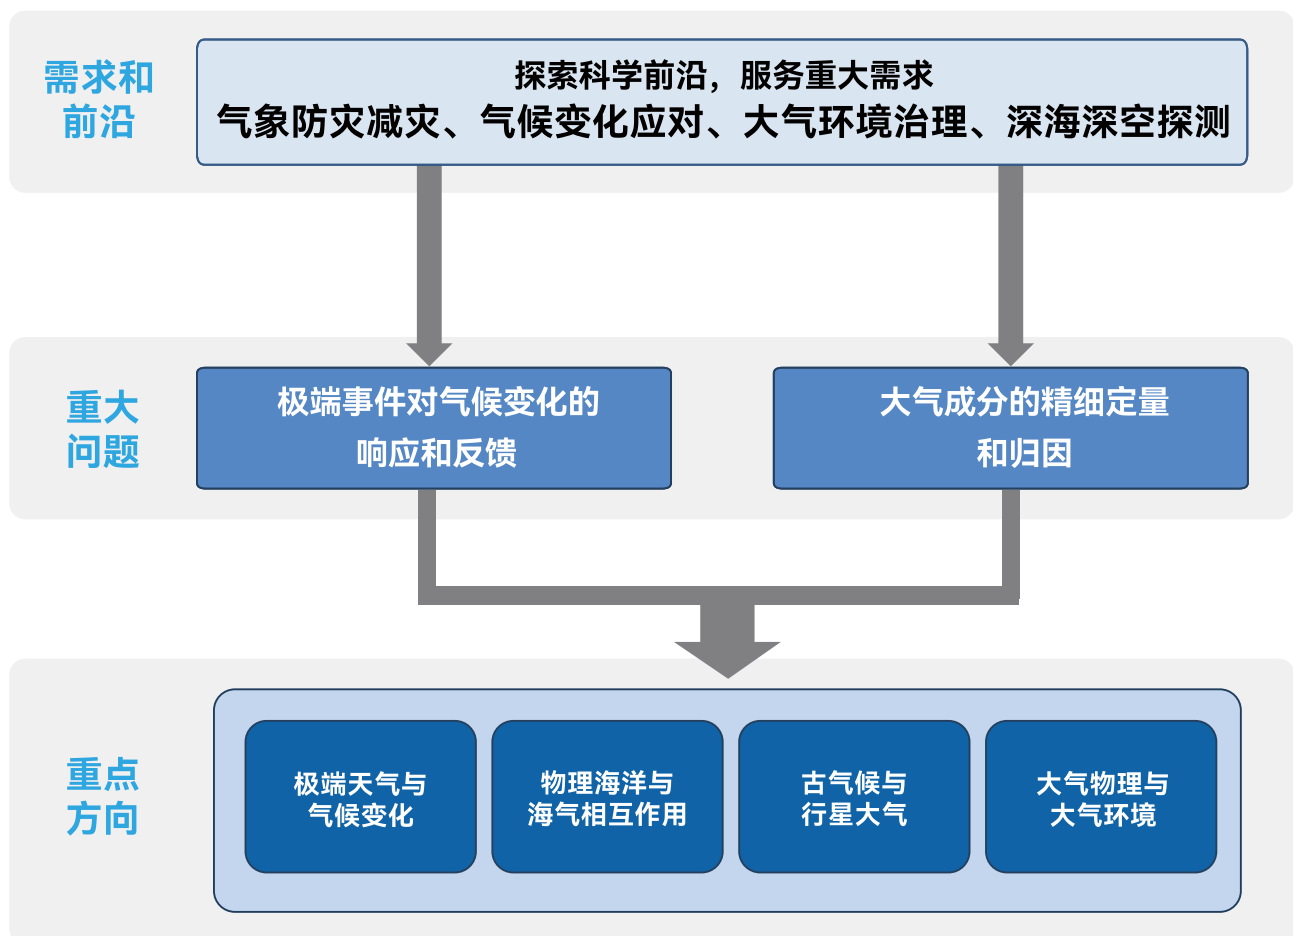 需求和
前沿
探索科学前沿，服务重大需求
气象防灾减灾、气候变化应对、大气环境治理、深海深空探测
重大
问题
极端事件对气候变化的
响应和反馈
大气成分的精细定量
和归因
重点
方向
极端天气与
气候变化
物理海洋与
海气相互作用
古气候与
行星大气
大气物理与
大气环境